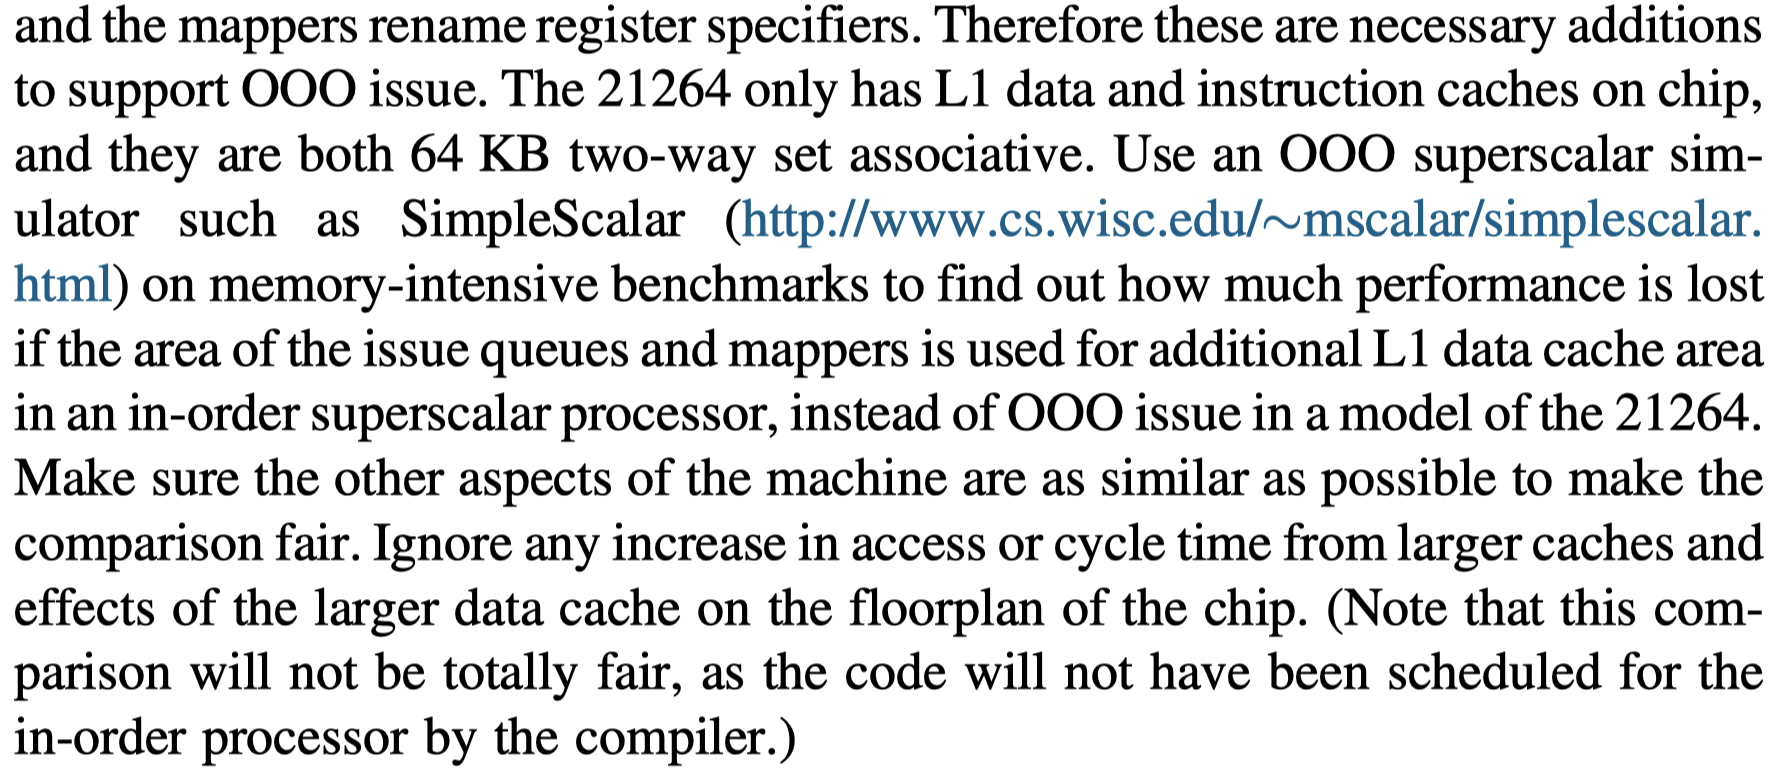 and the mappers rename register specifiers. Therefore these are necessary additions
to support OOO issue. The 21264 only has L1 data and instruction caches on chip,
and they are both 64 KB two-way set associative. Use an OOO superscalar sim-
ulator such as SimpleScalar (http://www.cs.wisc.edu/∼mscalar/simplescalar.
html) on memory-intensive benchmarks to find out how much performance is lost
if the area of the issue queues and mappers is used for additional L1 data cache area
in an in-order superscalar processor, instead of OOO issue in a model of the 21264.
Make sure the other aspects of the machine are as similar as possible to make the
comparison fair. Ignore any increase in access or cycle time from larger caches and
effects of the larger data cache on the floorplan of the chip. (Note that this com-
parison will not be totally fair, as the code will not have been scheduled for the
in-order processor by the compiler.)